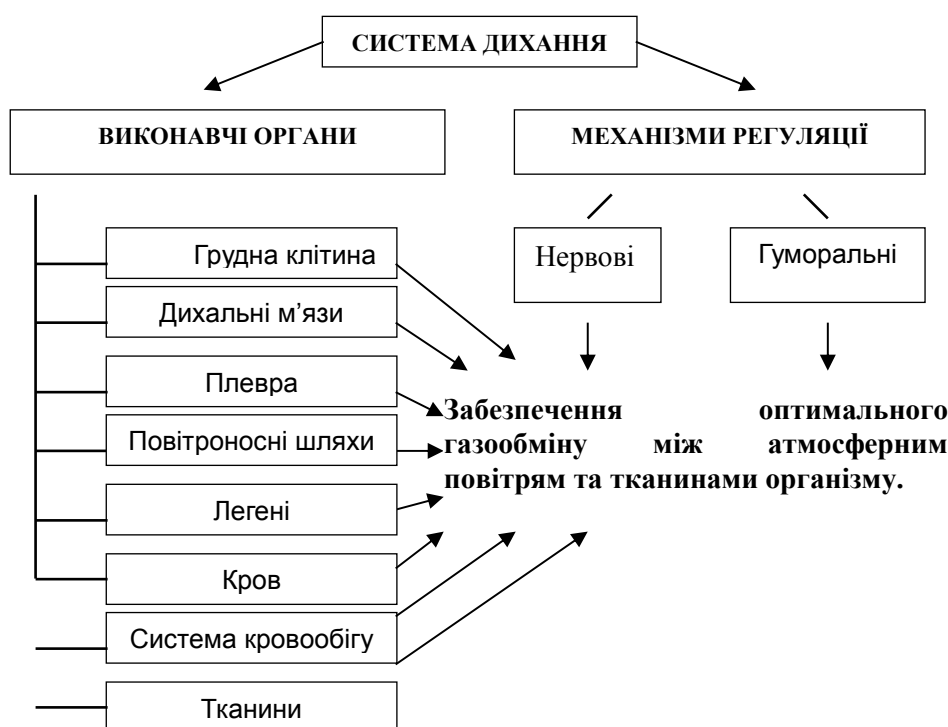 СИСТЕМА ДИХАННЯ
ВИКОНАВЧІ ОРГАНИ
МЕХАНІЗМИ РЕГУЛЯЦІЇ
Грудна клітина
Дихальні м’язи
Плевра
Повітроносні шляхи
Легені
Кров
Система кровообігу
Тканини
Нервові
Гуморальні
Забезпечення оптимального
газообміну між атмосферним
повітрям та тканинами організму.